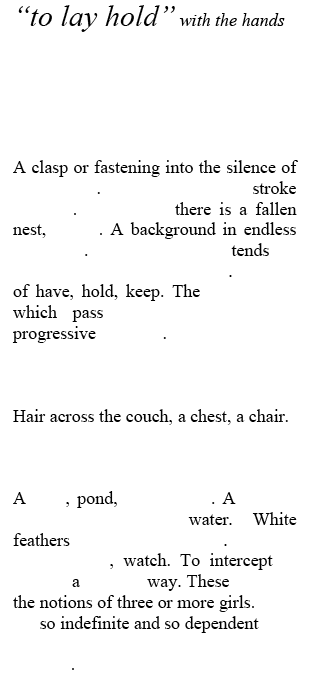 “to lay hold” with the hands
A clasp or fastening into the silence of
. stroke
. there is a fallen
nest, . A background in endless
. tends
.
of have, hold, keep. The
which pass
progressive .
Hair across the couch, a chest, a chair.
A , pond, . A
water. White
feathers .
, watch. To intercept
a way. These
the notions of three or more girls.
so indefinite and so dependent
.